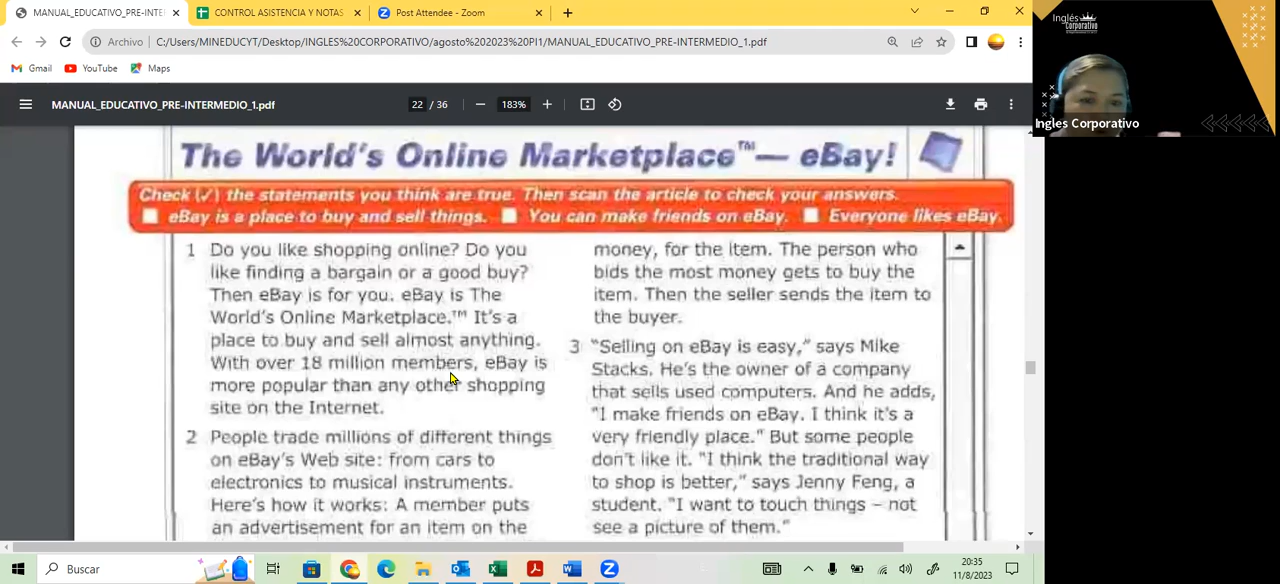 MANUAL_EDUCATIVO_PRE-INTERI
CONTROL ASISTENCIA Y NOTAS
Post Attendee - Zoom
Archivo
C:/Users/MINEDUCYT/Desktop/INGLES%20CORPORATIVO/agosto%202023%20PI1/MANUAL_EDUCATIVO_PRE-INTERMEDIO_1.pdf
Gmail
YouTube
Maps
MANUAL_EDUCATIVO_PRE-INTERMEDIO_1.pdf
22 / 36
183%
Inglés
Corporativo
Ingles Corporativo
The World's Online Marketplace™— eBay!
Check (✓) the statements you think are true. Then scan the article to check your answers.
eBay is a place to buy and sell things.
You can make friends on eBay.
Everyone likes eBay.
1 Do you like shopping online? Do you
like finding a bargain or a good buy?
Then eBay is for you. eBay is The
World's Online Marketplace.™ It's a
place to buy and sell almost anything.
With over 18 million members, eBay is
more popular than any other shopping
site on the Internet.
2 People trade millions of different things
on eBay's Web site: from cars to
electronics to musical instruments.
Here's how it works: A member puts
an advertisement for an item on the
money, for the item. The person who
bids the most money gets to buy the
item. Then the seller sends the item to
the buyer.
3 "Selling on eBay is easy," says Mike
Stacks. He's the owner of a company
that sells used computers. And he adds,
"I make friends on eBay. I think it's a
very friendly place." But some people
don't like it. "I think the traditional way
to shop is better," says Jenny Feng, a
student. "I want to touch things – not
see a picture of them."
Buscar
20:35
11/8/2023